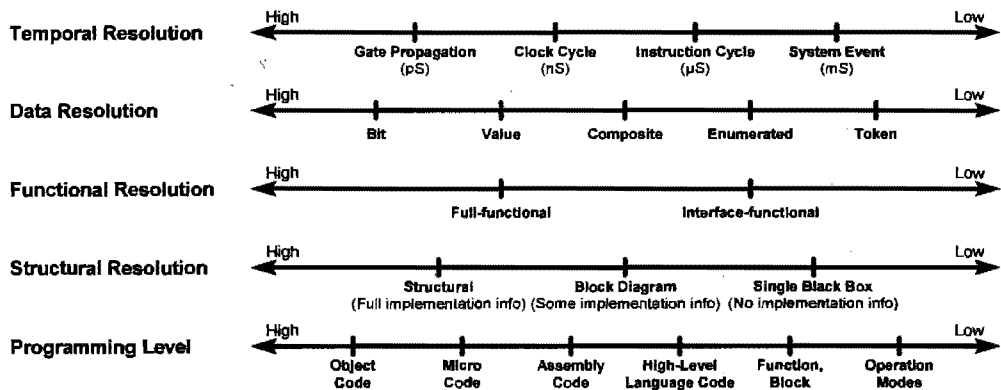 High Low
Temporal Resolution
Gate Propagation Clock Cycle Instruction Cycle System Event
(pS) (nS) (µS) (mS)
High Low
Data Resolution
Bit Value Composite Enumerated Token
High Low
Functional Resolution
Full-functional Interface-functional
High Low
Structural Resolution
Structural Block Diagram Single Black Box
(Full implementation info) (Some implementation info) (No implementation info)
High Low
Programming Level
Object Micro Assembly High-Level Function, Operation
Code Code Code Language Code Block Modes